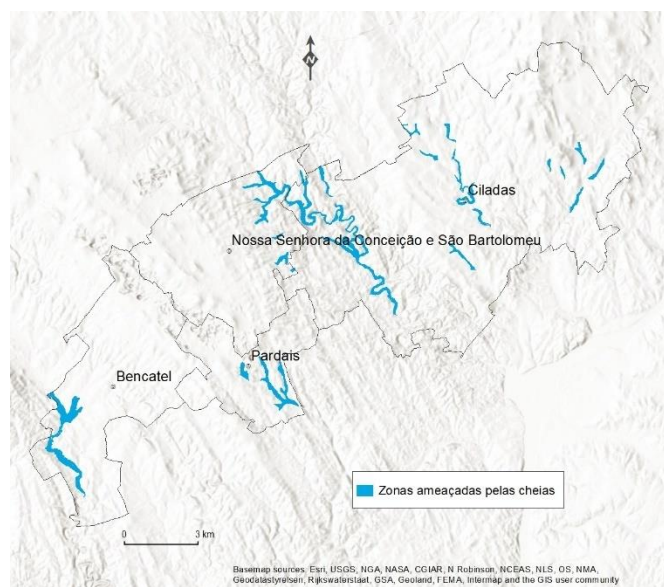 N
Ciladas
Nossa Senhora da Conceição e São Bartolomeu
Pardais
Bencatel
Zonas ameaçadas pelas cheias
0 3 km
Basemap sources: Esri, USGS, NGA, NASA, CGIAR, N Robinson, NCEAS, NLS, OS, NMA,
Geodatastyrelsen, Rijkswaterstaat, GSA, Geoland, FEMA, Intermap and the GIS user community